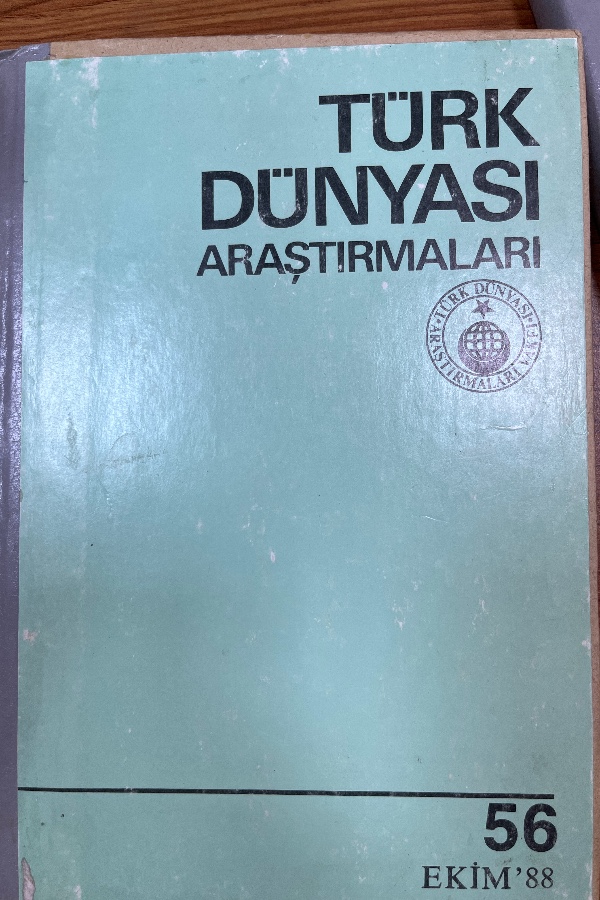 TÜRK
DÜNYASI
ARAŞTIRMALARI
TÜRK DÜNYASI
ARAŞTIRMALARI VAKFI
56
EKİM'88